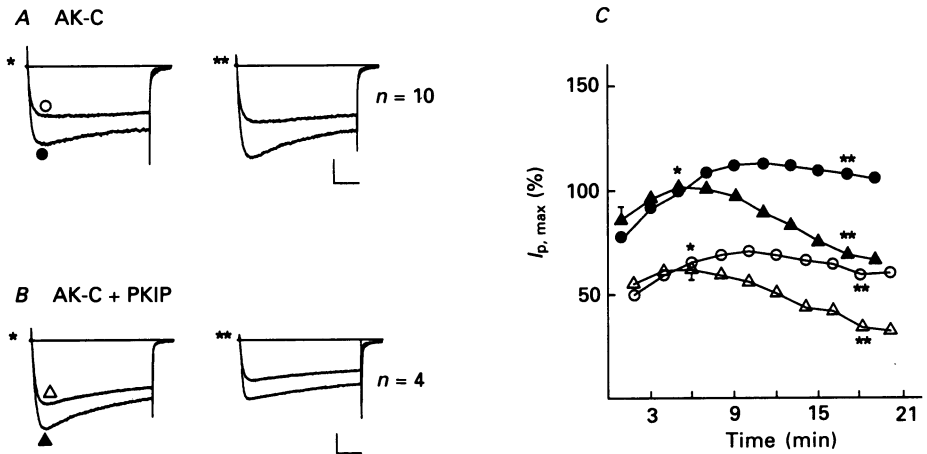 A AK-C
*
**
n = 10
B AK-C + PKIP
*
**
n = 4
C
150
100
50
Ip, max (%)
*
**
**
*
**
**
3 9 15 21
Time (min)